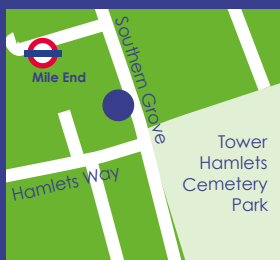 Southern Grove
Mile End
Tower
Hamlets
Cemetery
Park
Hamlets Way